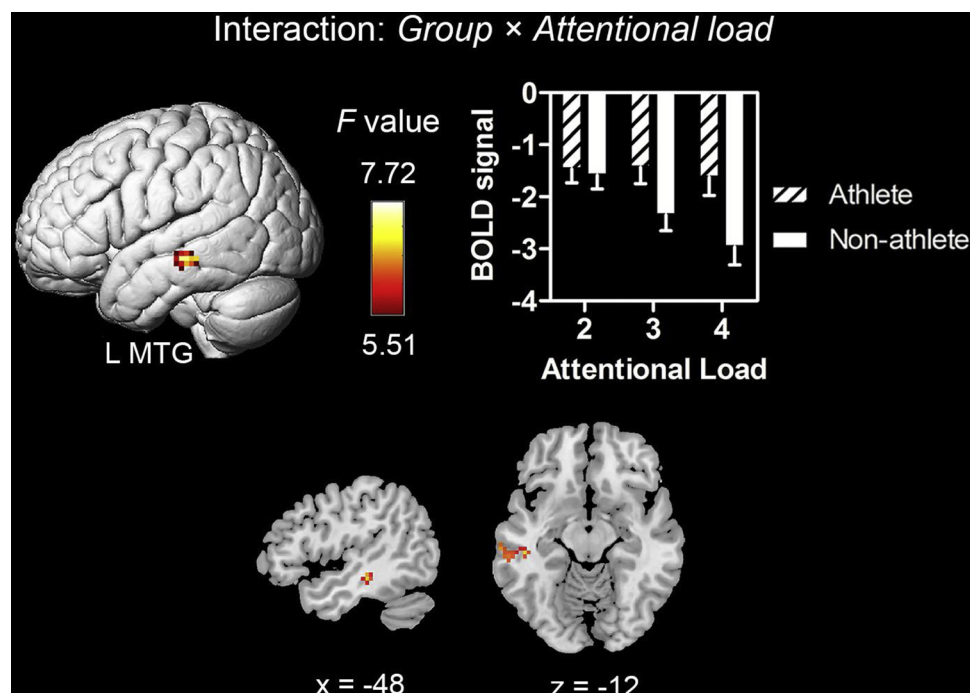 Interaction: Group × Attentional load
F value
7.72
5.51
L MTG
BOLD signal
0
-1
-2
-3
-4
2 3 4
Attentional Load
Athlete
Non-athlete
x = -48
z = -12